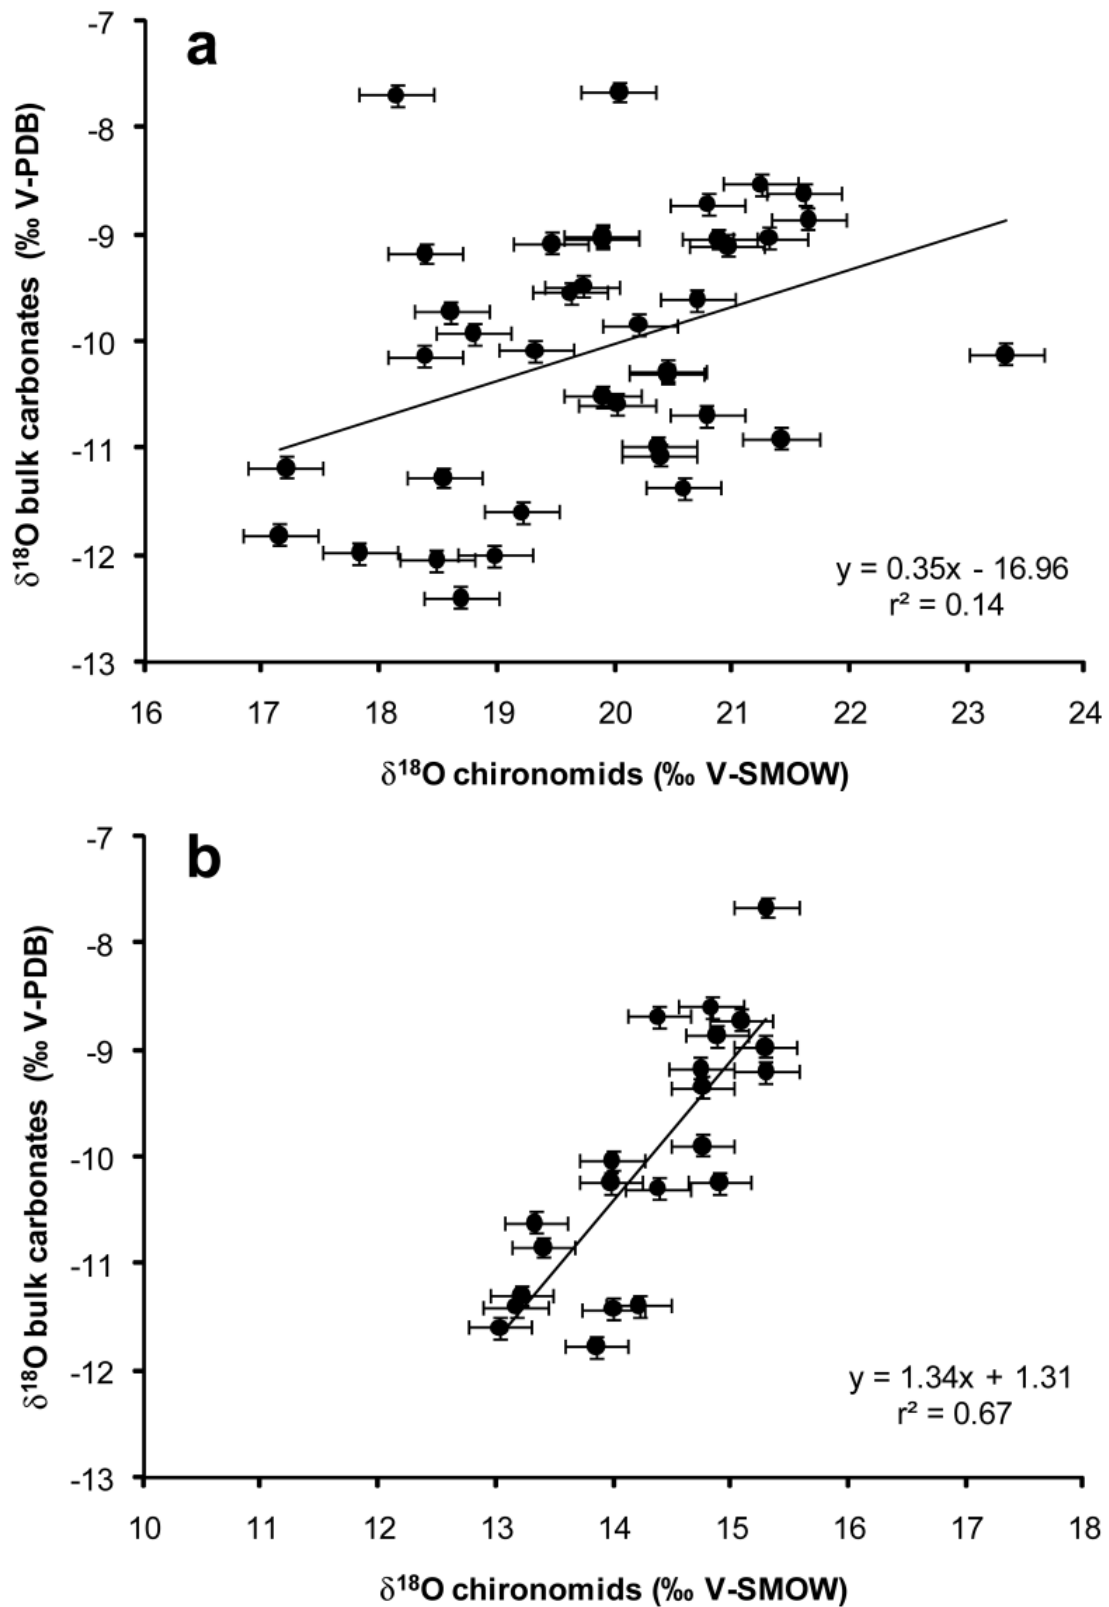 a
-7
-8
-9
-10
-11
-12
-13
δ¹⁸O bulk carbonates (‰ V-PDB)
y = 0.35x - 16.96
r² = 0.14
16 17 18 19 20 21 22 23 24
δ¹⁸O chironomids (‰ V-SMOW)
b
-7
-8
-9
-10
-11
-12
-13
δ¹⁸O bulk carbonates (‰ V-PDB)
y = 1.34x + 1.31
r² = 0.67
10 11 12 13 14 15 16 17 18
δ¹⁸O chironomids (‰ V-SMOW)